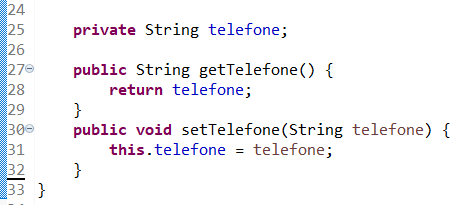 24
25 private String telefone;
26
27 public String getTelefone() {
28 return telefone;
29 }
30 public void setTelefone(String telefone) {
31 this.telefone = telefone;
32 }
33 }